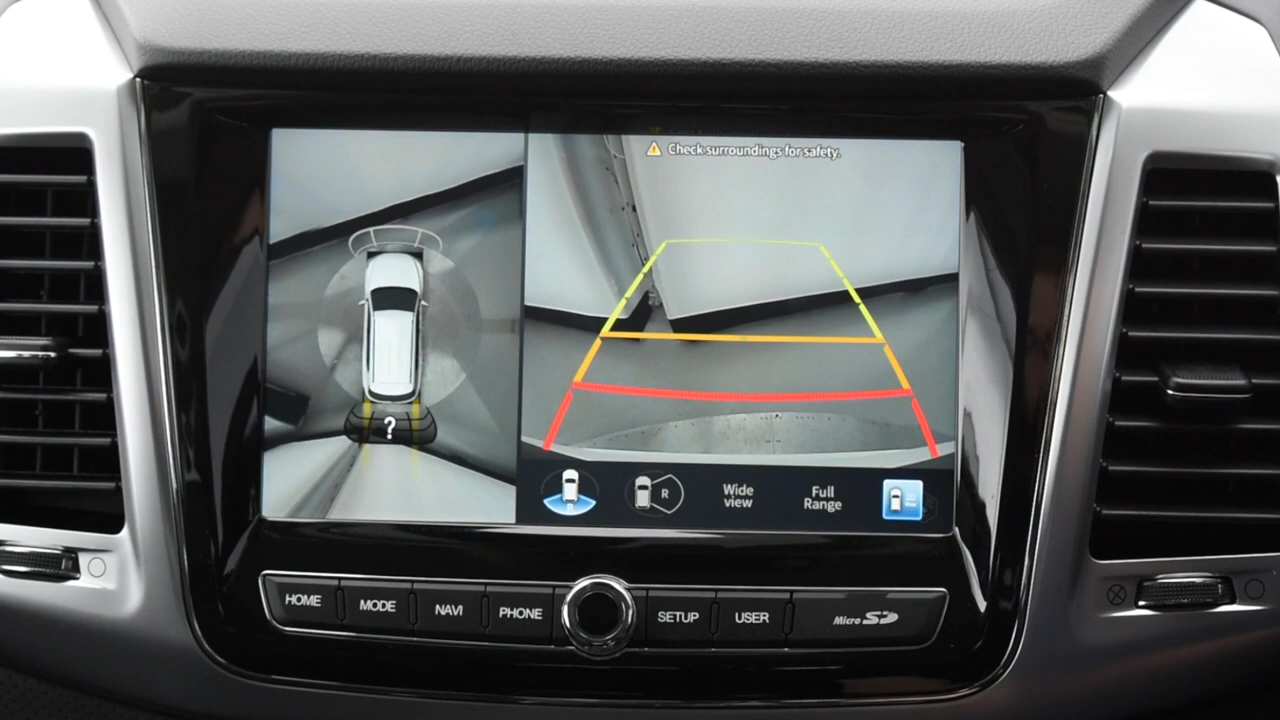 Check surroundings for safety.
?
R
Wide
view
Full
Range
HOME
MODE
NAVI
PHONE
SETUP
USER
Micro SD